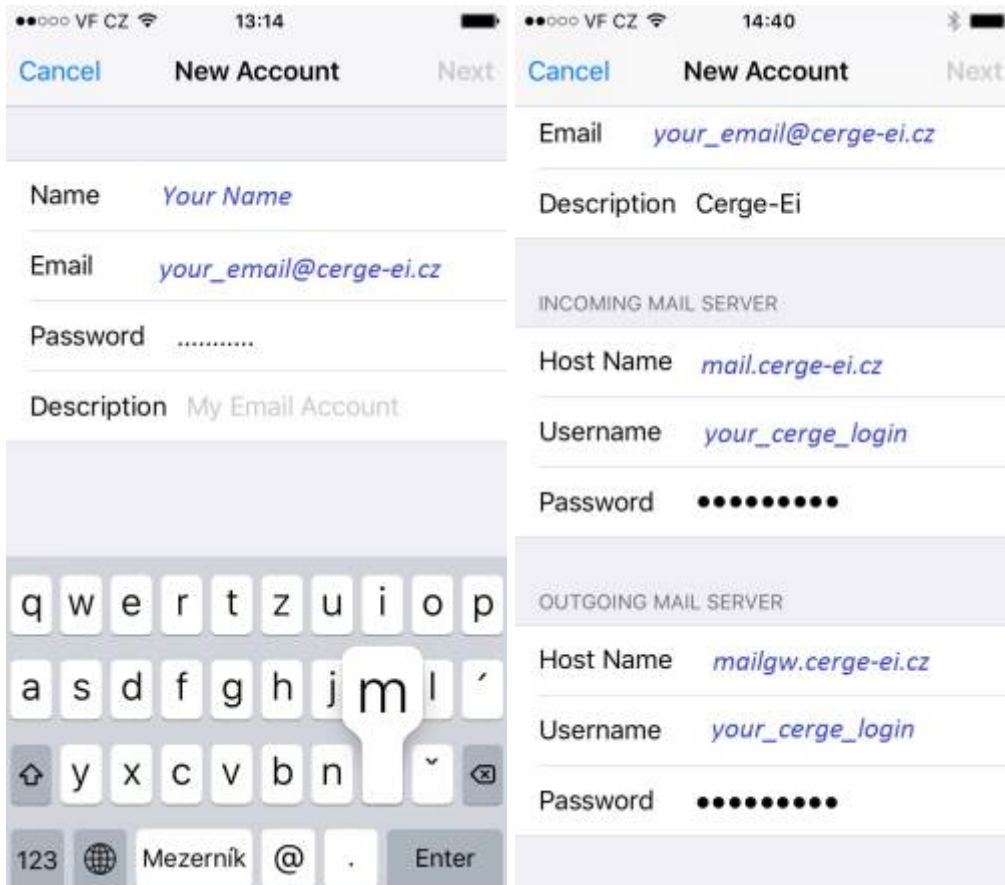 VF CZ 13:14
Cancel New Account Next
Name Your Name
Email your_email@cerge-ei.cz
Password ...........
Description My Email Account
q w e r t z u i o p
a s d f g h j m l ´
y x c v b n ˇ
123 Mezerník @ . Enter
VF CZ 14:40
Cancel New Account Next
Email your_email@cerge-ei.cz
Description Cerge-Ei
INCOMING MAIL SERVER
Host Name mail.cerge-ei.cz
Username your_cerge_login
Password ●●●●●●●●●
OUTGOING MAIL SERVER
Host Name mailgw.cerge-ei.cz
Username your_cerge_login
Password ●●●●●●●●●